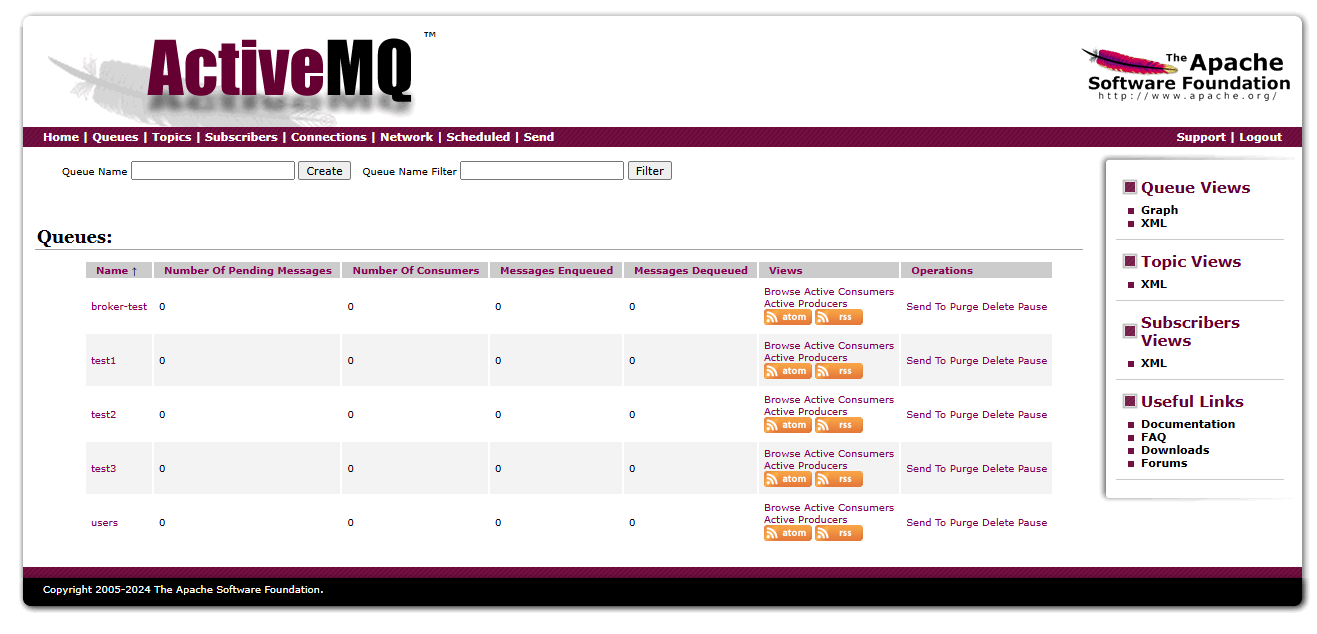 ActiveMQ ™
The Apache
Software Foundation
http://www.apache.org/
Home | Queues | Topics | Subscribers | Connections | Network | Scheduled | Send
Support | Logout
Queue Name Create Queue Name Filter Filter
Queues:
Name ↑ Number Of Pending Messages Number Of Consumers Messages Enqueued Messages Dequeued Views Operations
broker-test 0 0 0 0 Browse Active Consumers
Active Producers
atom rss
Send To Purge Delete Pause
test1 0 0 0 0 Browse Active Consumers
Active Producers
atom rss
Send To Purge Delete Pause
test2 0 0 0 0 Browse Active Consumers
Active Producers
atom rss
Send To Purge Delete Pause
test3 0 0 0 0 Browse Active Consumers
Active Producers
atom rss
Send To Purge Delete Pause
users 0 0 0 0 Browse Active Consumers
Active Producers
atom rss
Send To Purge Delete Pause
Queue Views
Graph
XML
Topic Views
XML
Subscribers
Views
XML
Useful Links
Documentation
FAQ
Downloads
Forums
Copyright 2005-2024 The Apache Software Foundation.